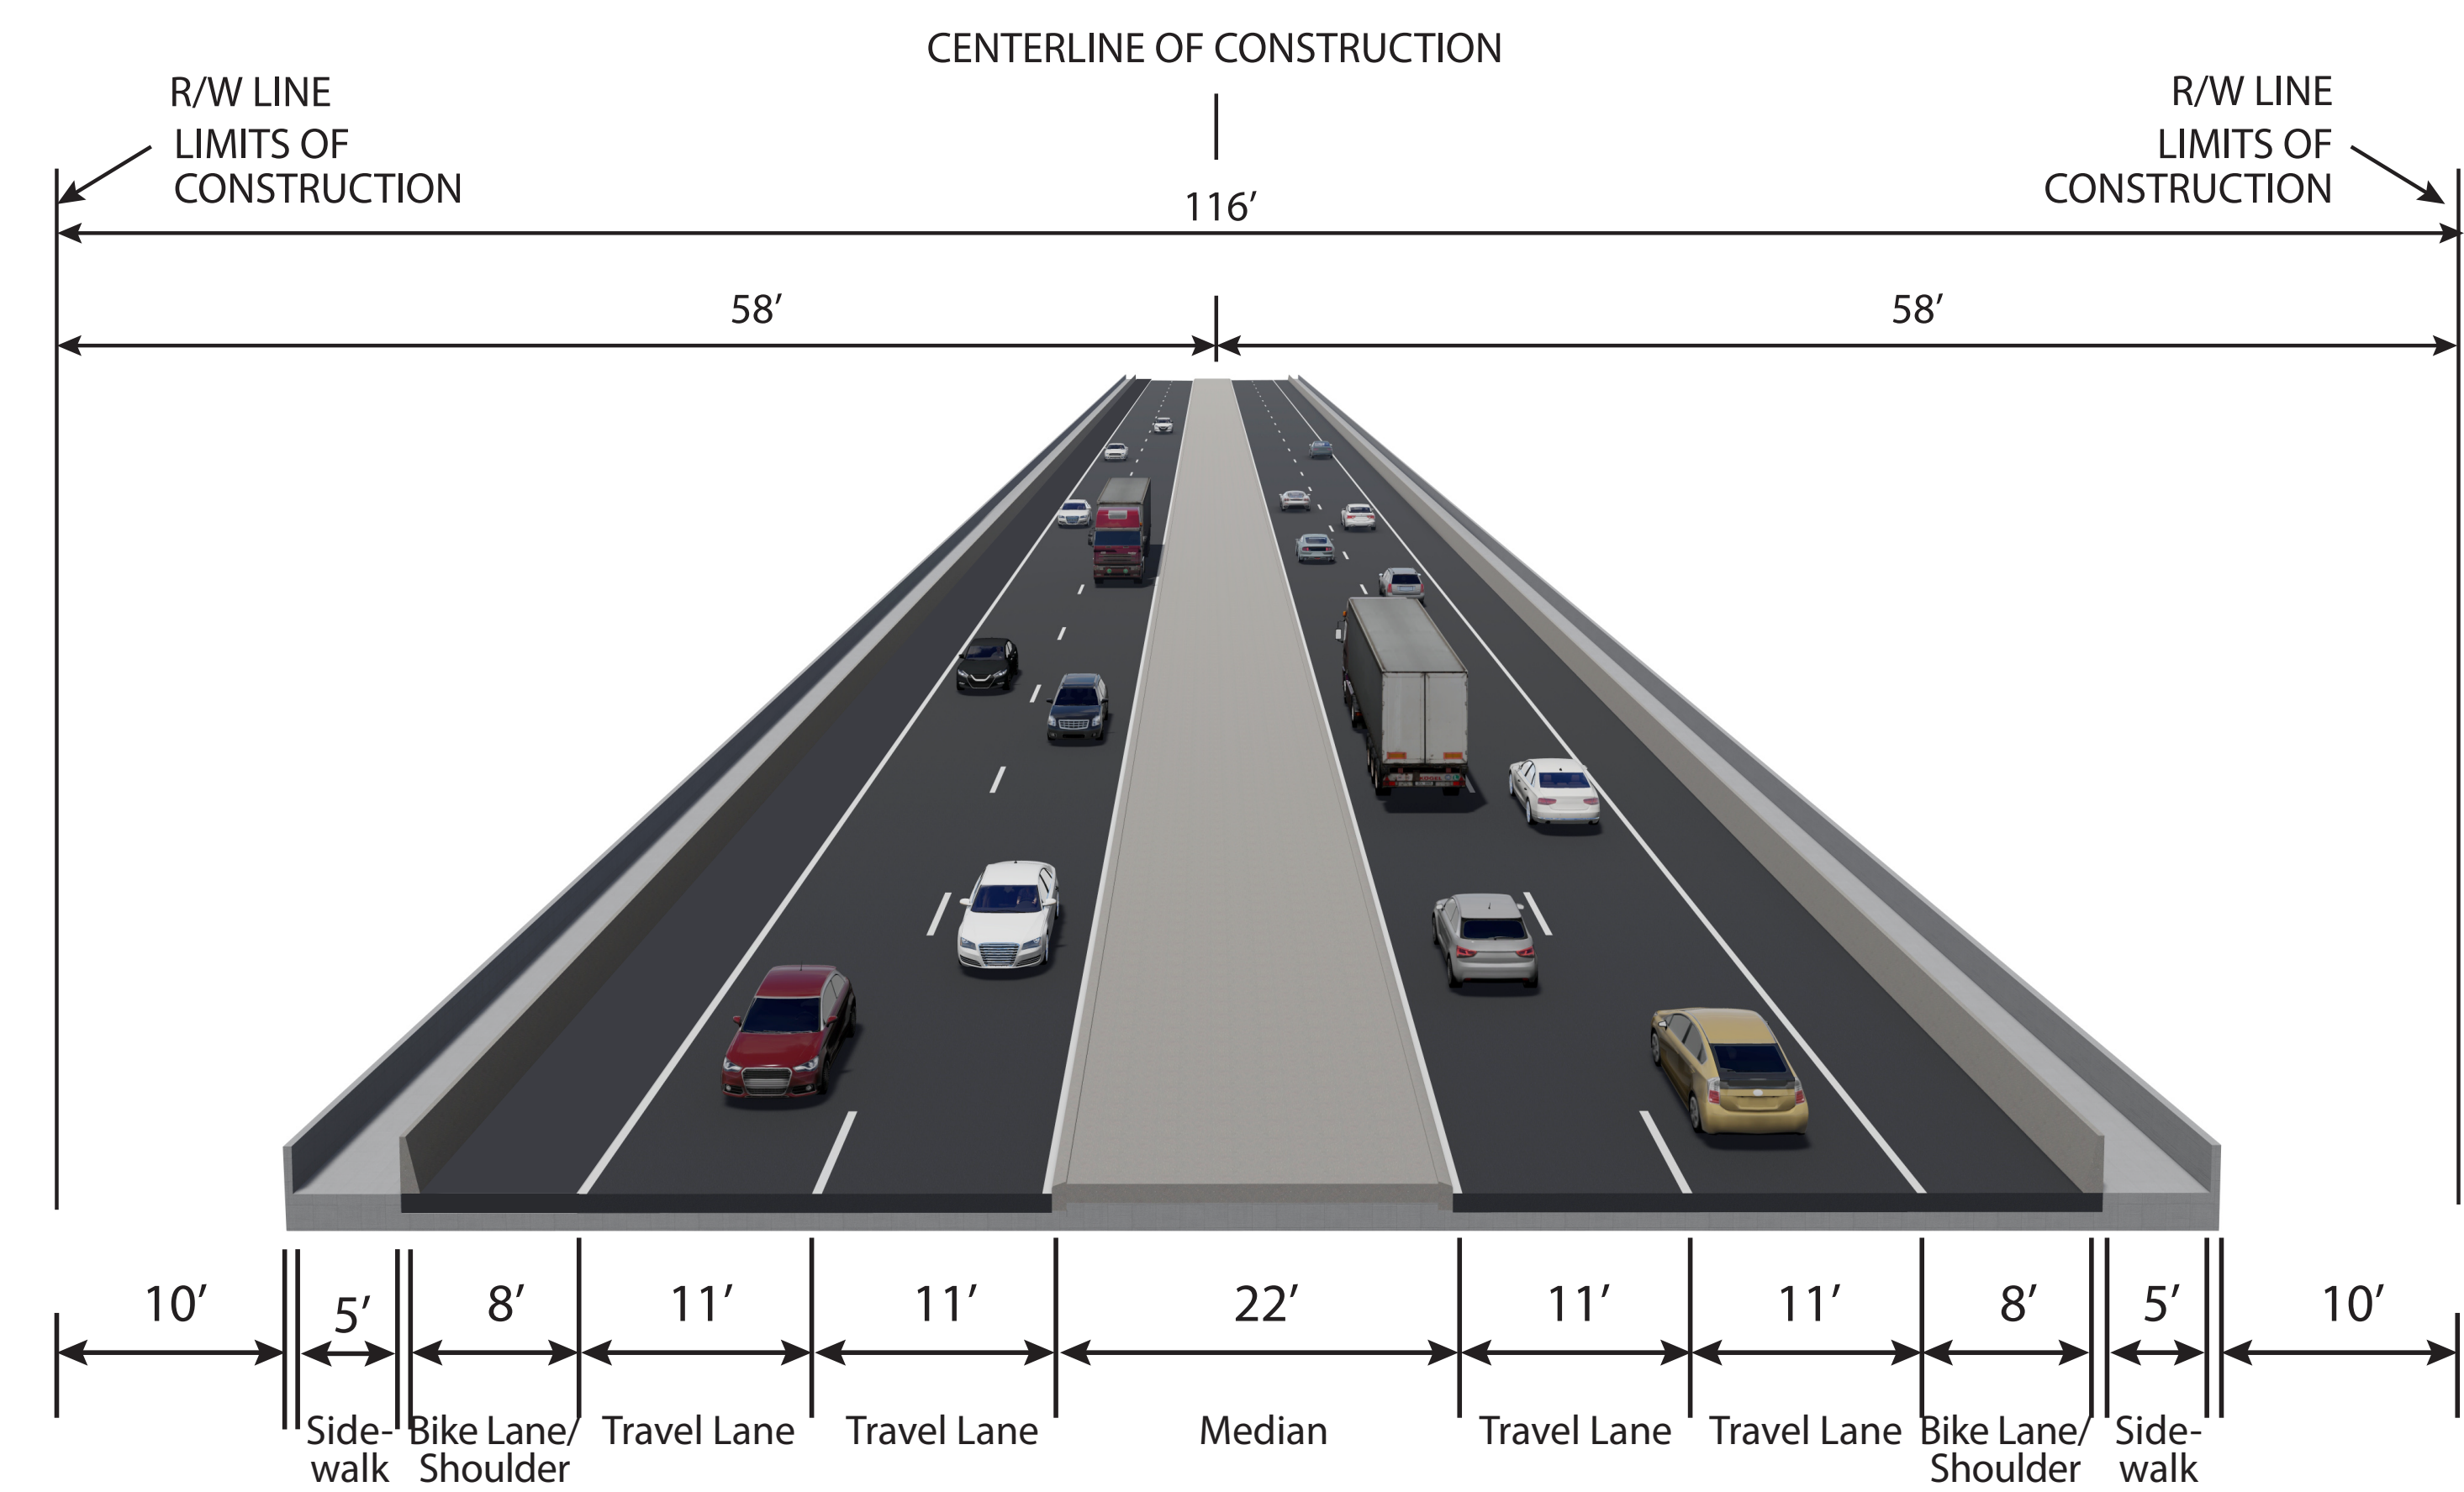 CENTERLINE OF CONSTRUCTION
R/W LINE
LIMITS OF
CONSTRUCTION
R/W LINE
LIMITS OF
CONSTRUCTION
116’
58’
58’
10’
5’
8’
11’
11’
22’
11’
11’
8’
5’
10’
Side-
walk
Bike Lane/
Shoulder
Travel Lane
Travel Lane
Median
Travel Lane
Travel Lane
Bike Lane/
Shoulder
Side-
walk